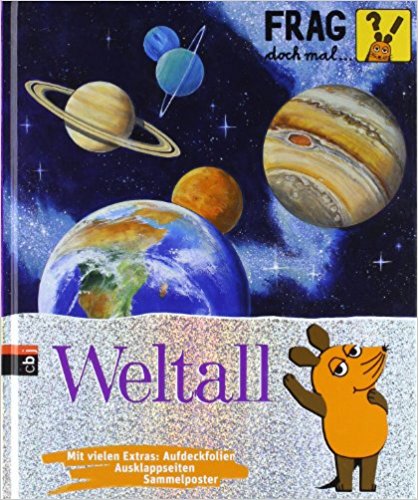 FRAG
doch mal...
?!
cbj
Weltall
Mit vielen Extras: Aufdeckfolien
Ausklappseiten
Sammelposter